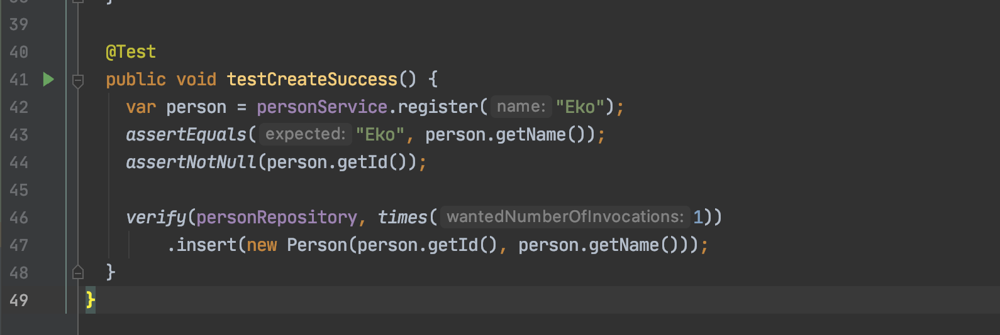 39
40 @Test
41 public void testCreateSuccess() {
42 var person = personService.register( name: "Eko");
43 assertEquals( expected: "Eko", person.getName());
44 assertNotNull(person.getId());
45
46 verify(personRepository, times( wantedNumberOfInvocations: 1))
47 .insert(new Person(person.getId(), person.getName()));
48 }
49 }